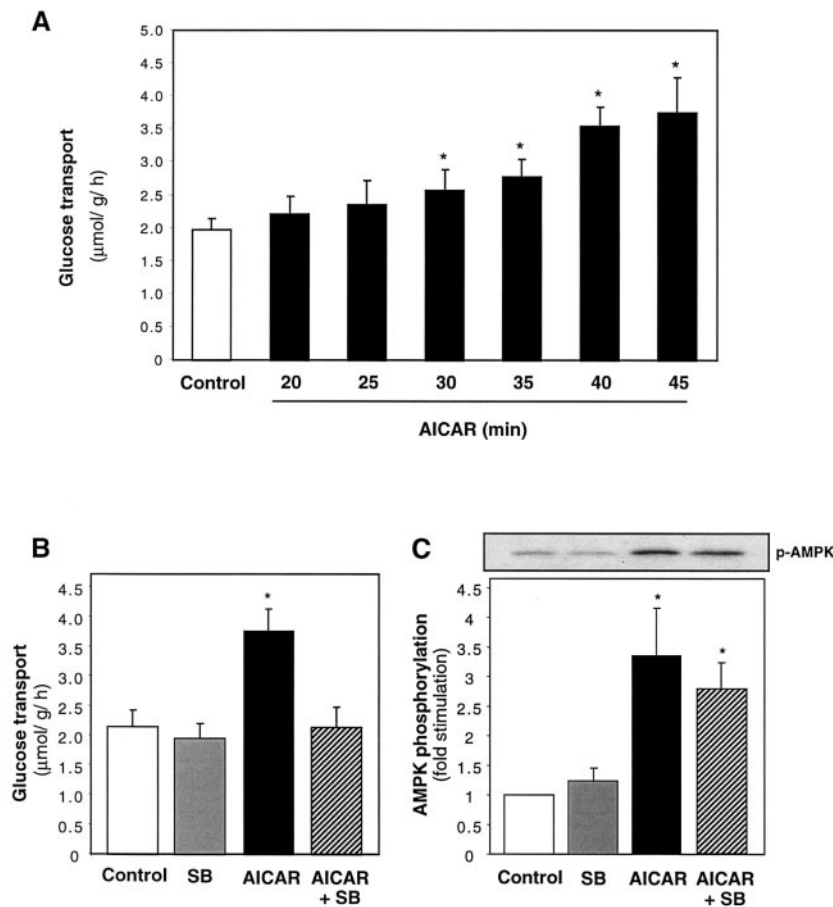 A
5.0
4.5
4.0
3.5
3.0
2.5
2.0
1.5
1.0
0.5
0
Glucose transport
(μmol/ g/ h)
*
*
*
*
Control 20 25 30 35 40 45
AICAR (min)
B
4.5
4.0
3.5
3.0
2.5
2.0
1.5
1.0
0.5
0
Glucose transport
(μmol/ g/ h)
*
Control SB AICAR AICAR
+ SB
C
p-AMPK
4.5
4
3.5
3
2.5
2
1.5
1
0.5
0
AMPK phosphorylation
(fold stimulation)
*
*
Control SB AICAR AICAR
+ SB